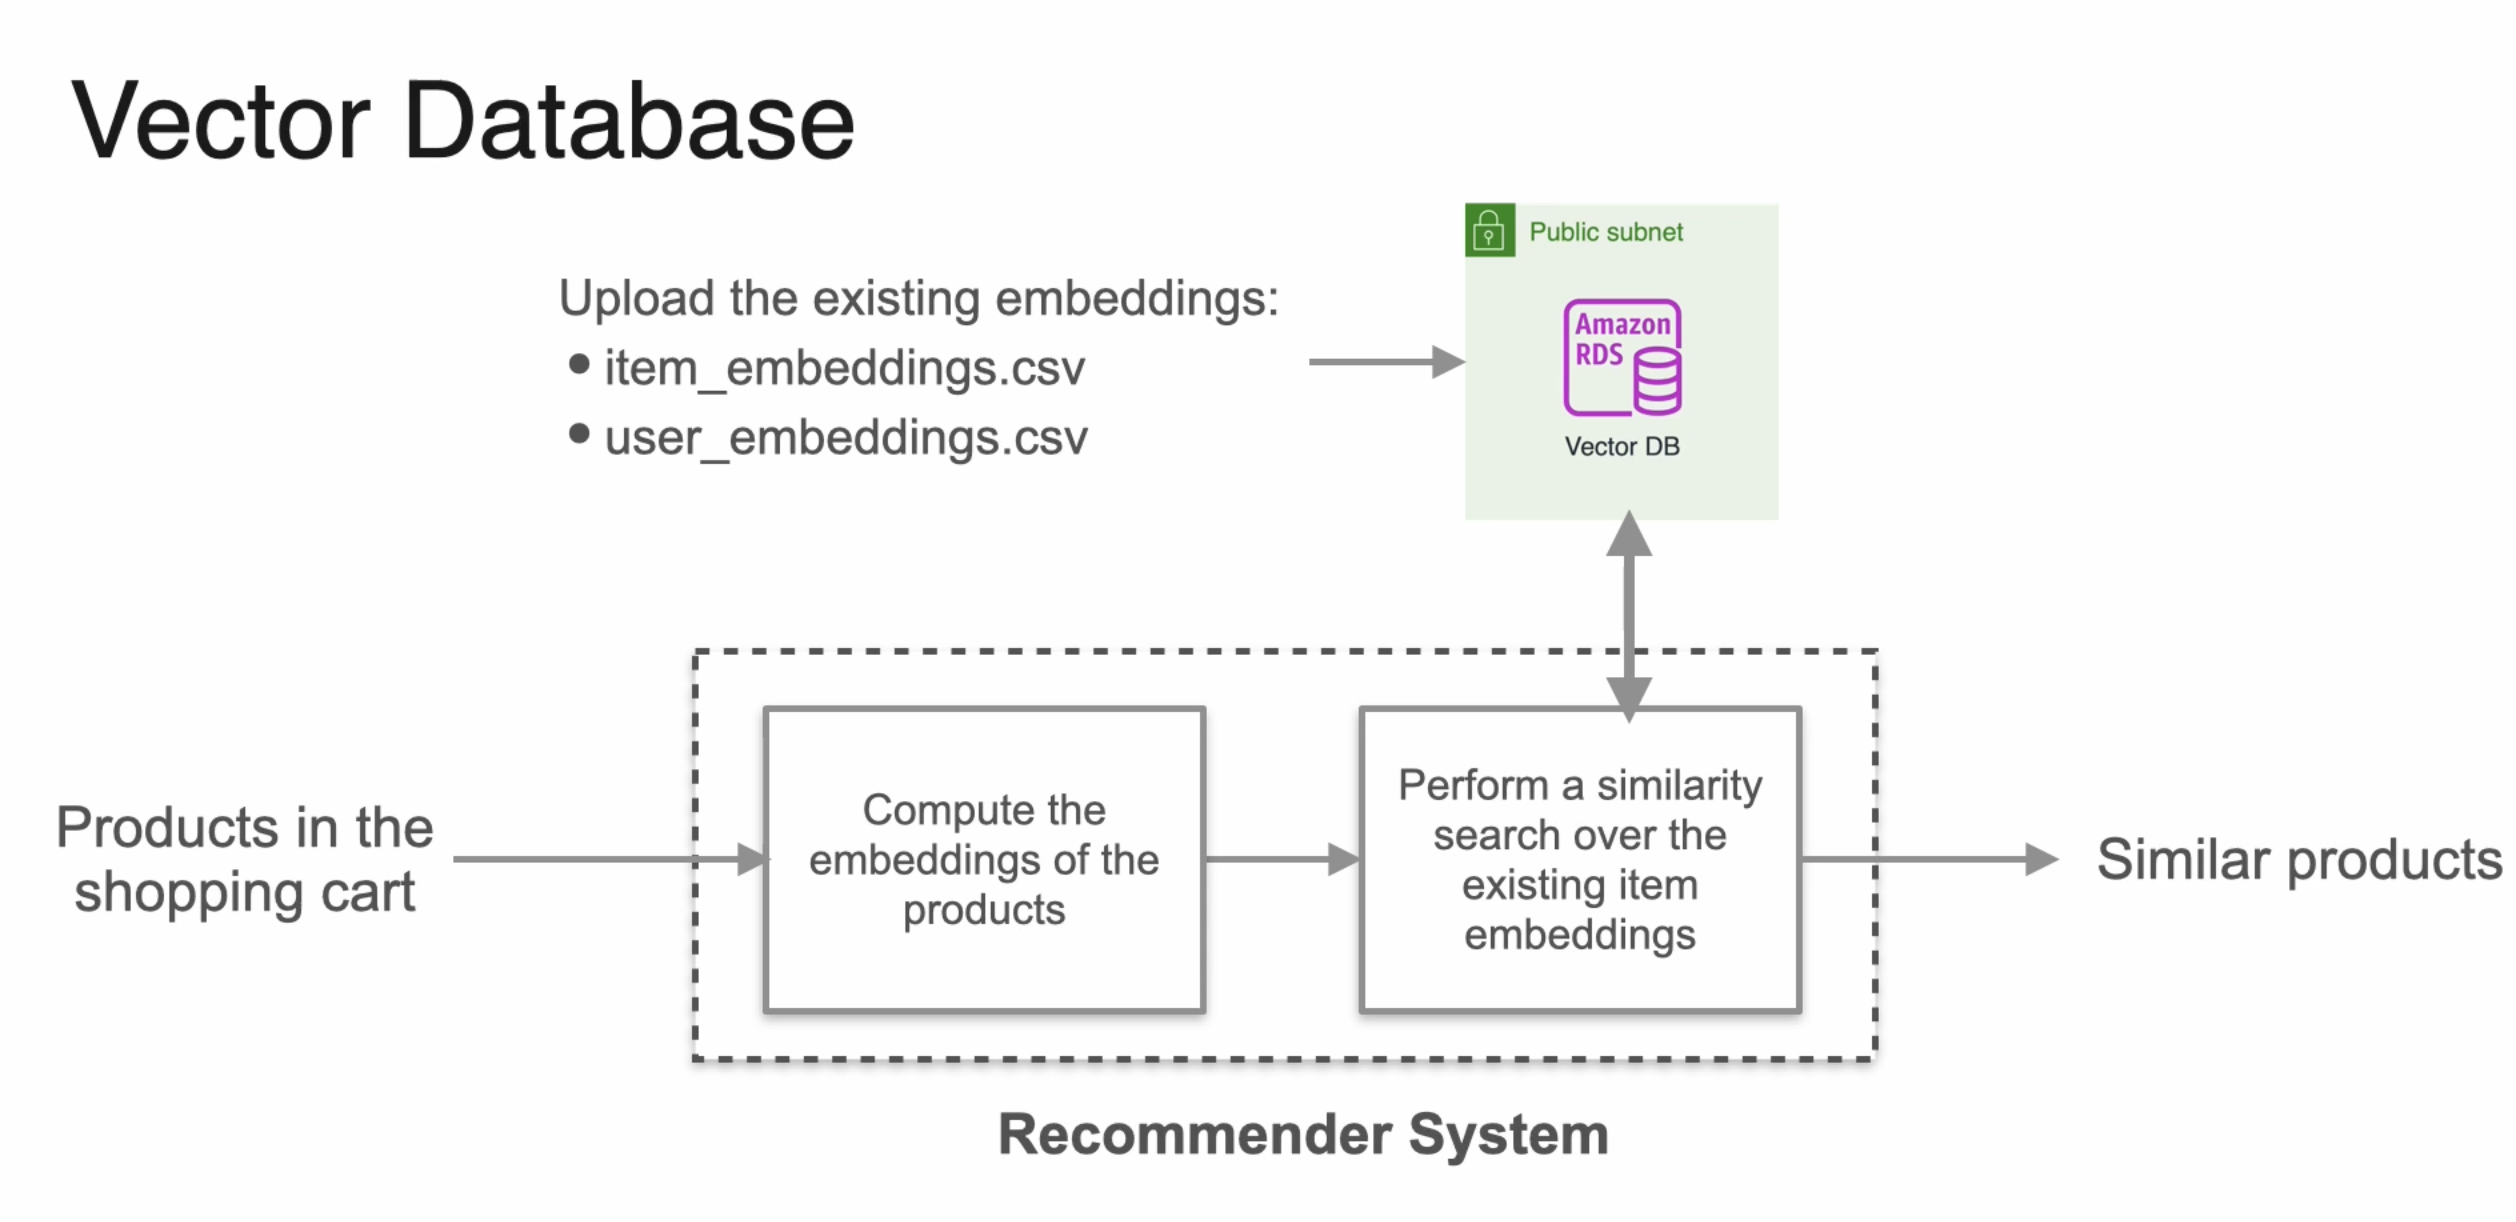 Vector Database
Public subnet
Upload the existing embeddings:
• item_embeddings.csv
• user_embeddings.csv
Amazon
RDS
Vector DB
Products in the
shopping cart
Compute the
embeddings of the
products
Perform a similarity
search over the
existing item
embeddings
Similar products
Recommender System